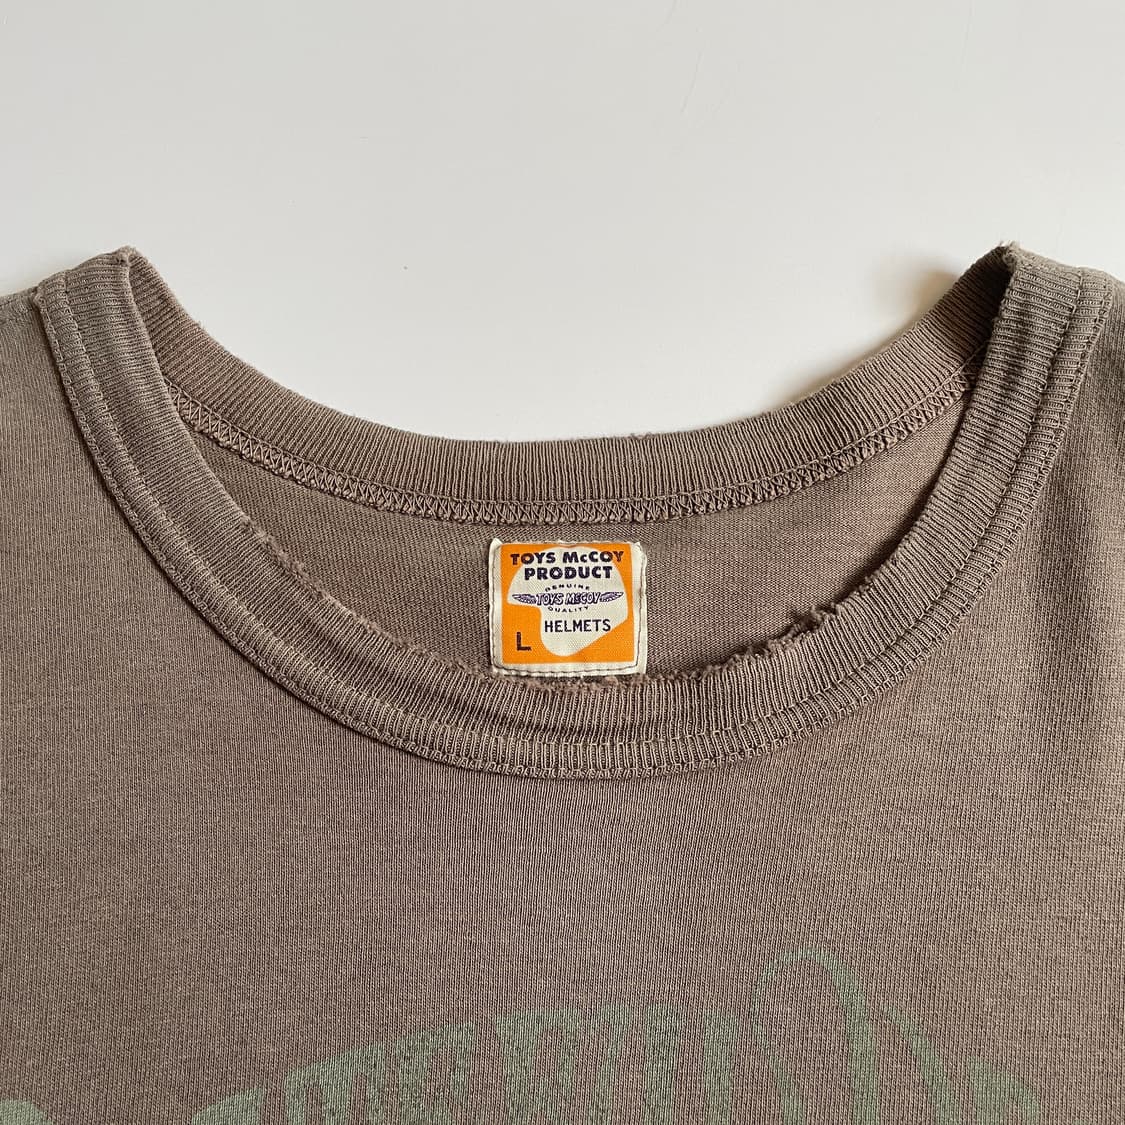 TOYS McCOY
PRODUCT
GENUINE
TOYS McCOY
QUALITY
HELMETS
L